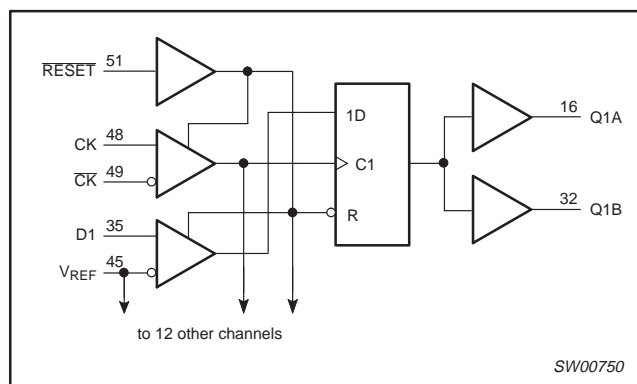 RESET 51
CK 48
CK 49
D1 35
VREF 45
1D
C1
R
16 Q1A
32 Q1B
to 12 other channels
SW00750